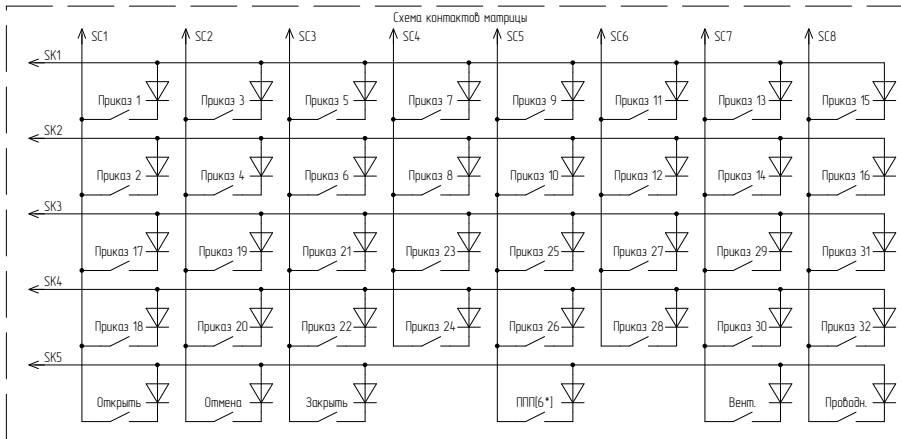 Схема контактов матрицы
SC1 SC2 SC3 SC4 SC5 SC6 SC7 SC8
SK1
Приказ 1 Приказ 3 Приказ 5 Приказ 7 Приказ 9 Приказ 11 Приказ 13 Приказ 15
SK2
Приказ 2 Приказ 4 Приказ 6 Приказ 8 Приказ 10 Приказ 12 Приказ 14 Приказ 16
SK3
Приказ 17 Приказ 19 Приказ 21 Приказ 23 Приказ 25 Приказ 27 Приказ 29 Приказ 31
SK4
Приказ 18 Приказ 20 Приказ 22 Приказ 24 Приказ 26 Приказ 28 Приказ 30 Приказ 32
SK5
Открыть Отмена Закрыть ППП(6*) Вент. Проводн.